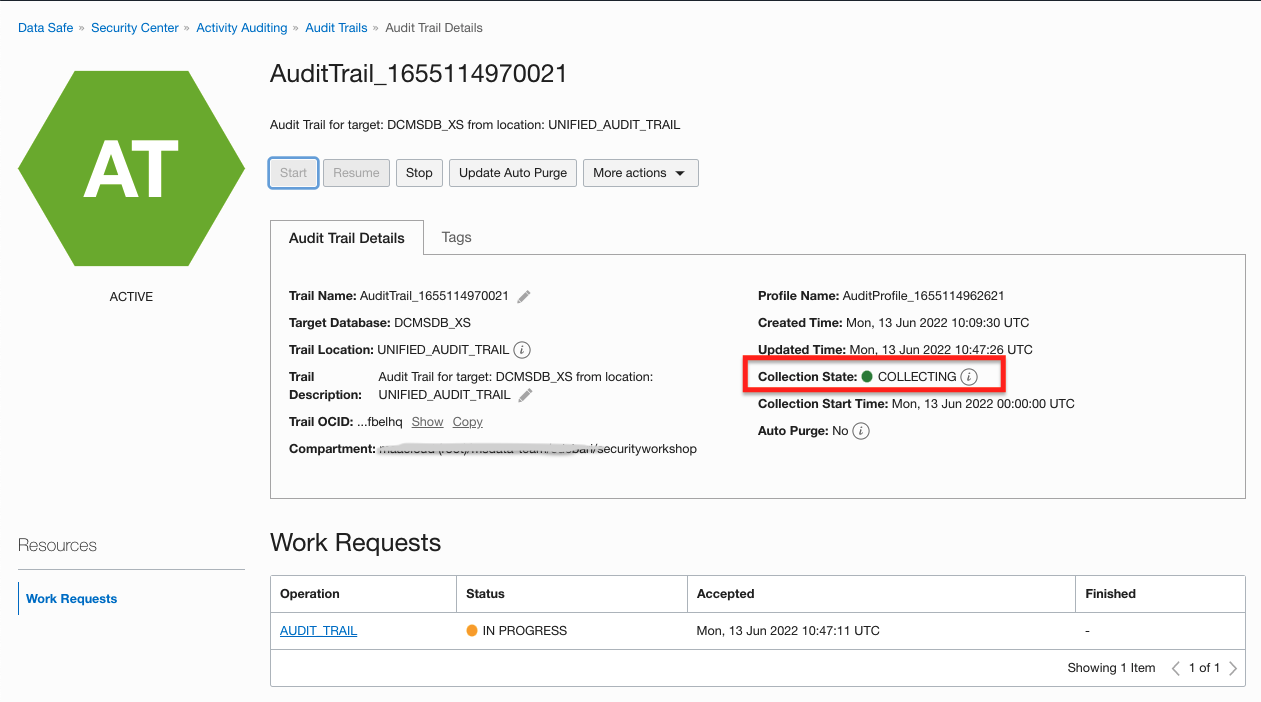 Data Safe » Security Center » Activity Auditing » Audit Trails » Audit Trail Details
AT
ACTIVE
AuditTrail_1655114970021
Audit Trail for target: DCMSDB_XS from location: UNIFIED_AUDIT_TRAIL
Start Resume Stop Update Auto Purge More actions
Audit Trail Details Tags
Trail Name: AuditTrail_1655114970021
Target Database: DCMSDB_XS
Trail Location: UNIFIED_AUDIT_TRAIL i
Trail Audit Trail for target: DCMSDB_XS from location:
Description: UNIFIED_AUDIT_TRAIL
Trail OCID: ...fbelhq Show Copy
Compartment: /securityworkshop
Profile Name: AuditProfile_1655114962621
Created Time: Mon, 13 Jun 2022 10:09:30 UTC
Updated Time: Mon, 13 Jun 2022 10:47:26 UTC
Collection State: COLLECTING i
Collection Start Time: Mon, 13 Jun 2022 00:00:00 UTC
Auto Purge: No i
Resources
Work Requests
Work Requests
Operation Status Accepted Finished
AUDIT_TRAIL IN PROGRESS Mon, 13 Jun 2022 10:47:11 UTC -
Showing 1 Item 1 of 1